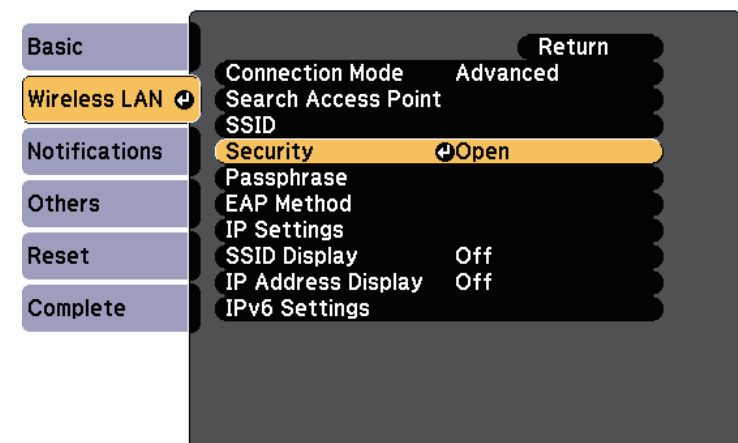 Basic
Wireless LAN
Notifications
Others
Reset
Complete
Return
Connection Mode Advanced
Search Access Point
SSID
Security Open
Passphrase
EAP Method
IP Settings
SSID Display Off
IP Address Display Off
IPv6 Settings